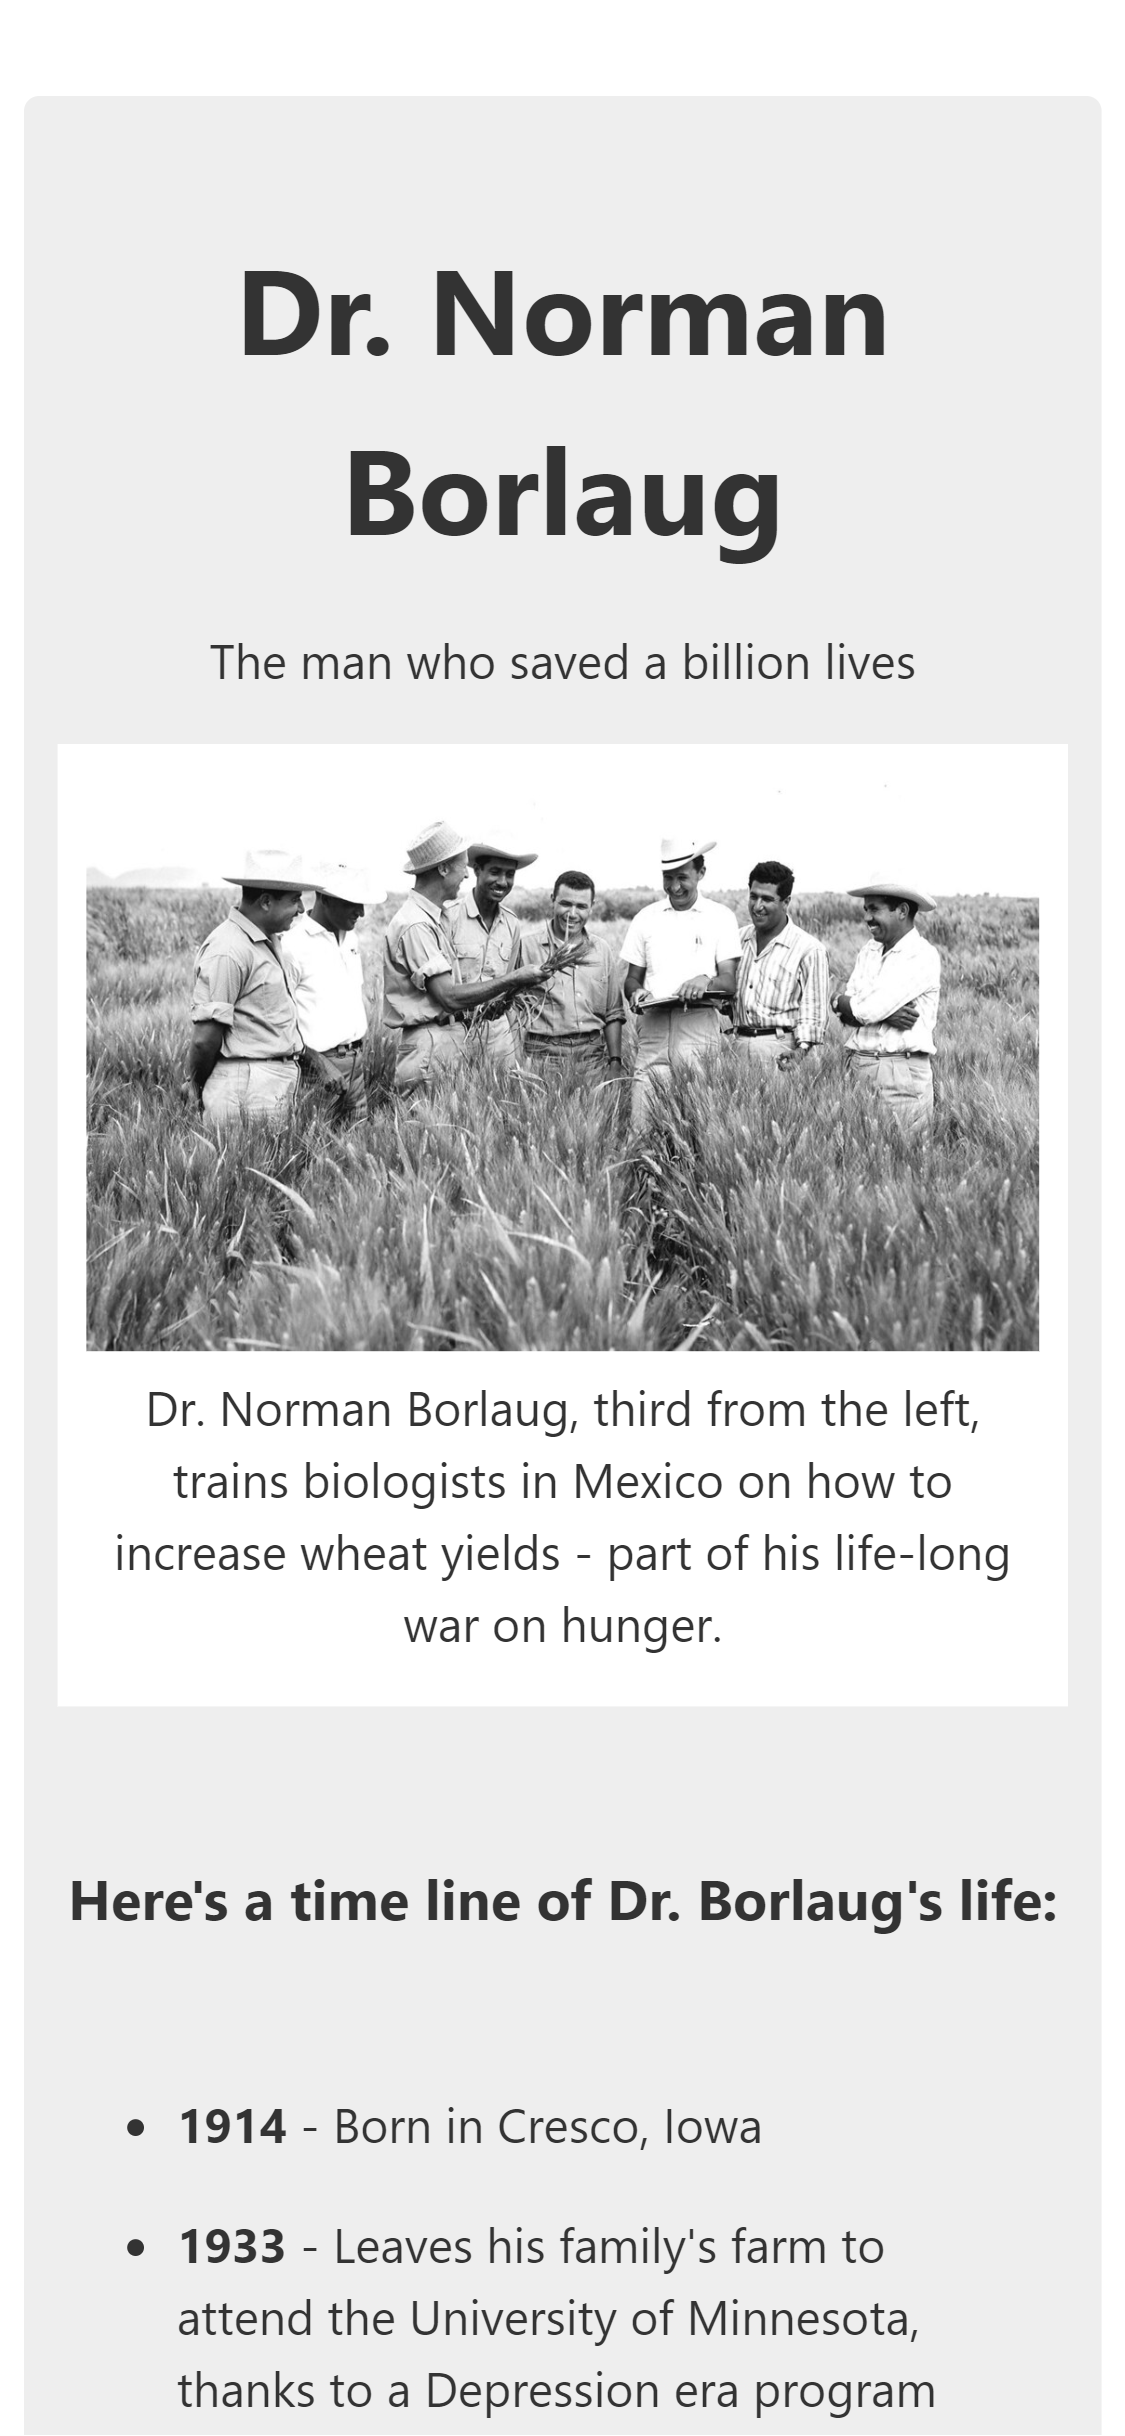 Dr. Norman
Borlaug
The man who saved a billion lives
Dr. Norman Borlaug, third from the left,
trains biologists in Mexico on how to
increase wheat yields - part of his life-long
war on hunger.
Here's a time line of Dr. Borlaug's life:
• 1914 - Born in Cresco, Iowa
• 1933 - Leaves his family's farm to
attend the University of Minnesota,
thanks to a Depression era program